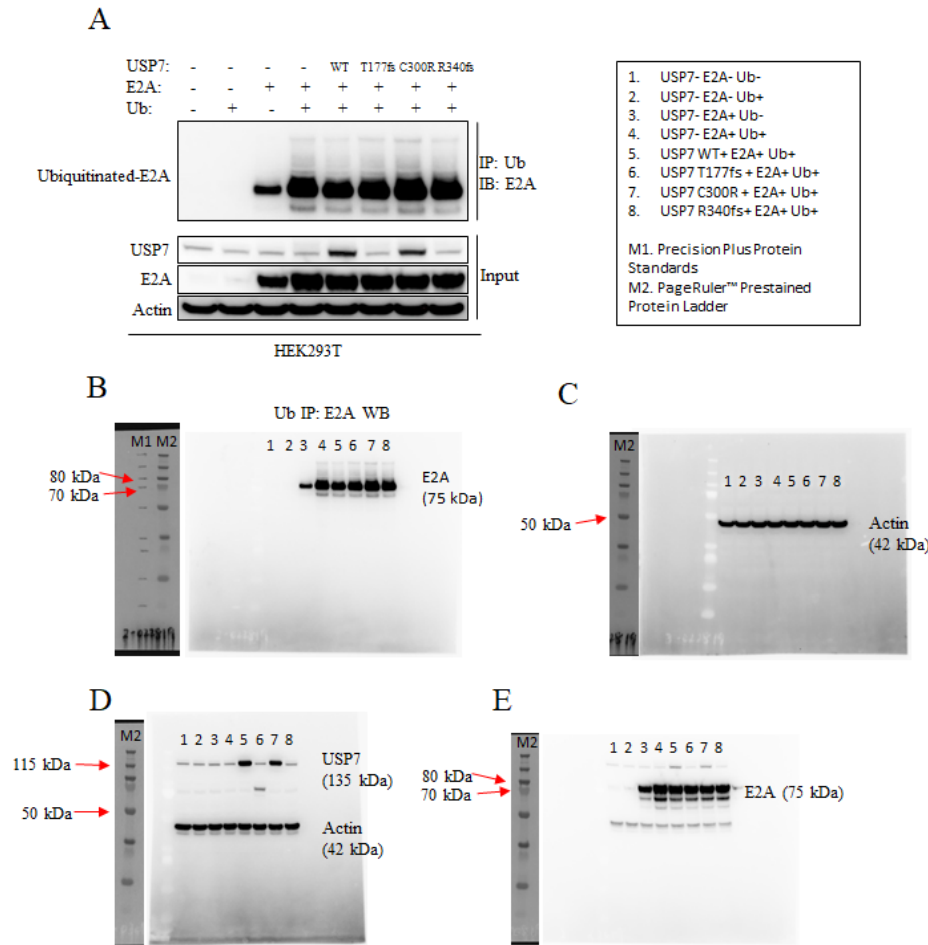 A
USP7: - - - - WT T177fs C300R R340fs
E2A: - - + + + + + +
Ub: - + - + + + + +
Ubiquitinated-E2A
IP: Ub
IB: E2A
USP7
E2A
Actin
Input
HEK293T
1. USP7- E2A- Ub-
2. USP7- E2A- Ub+
3. USP7- E2A+ Ub-
4. USP7- E2A+ Ub+
5. USP7 WT+ E2A+ Ub+
6. USP7 T177fs + E2A+ Ub+
7. USP7 C300R + E2A+ Ub+
8. USP7 R340fs+ E2A+ Ub+
M1. Precision Plus Protein
Standards
M2. PageRuler™ Prestained
Protein Ladder
B
Ub IP: E2A WB
M1 M2
1 2 3 4 5 6 7 8
80 kDa
70 kDa
E2A
(75 kDa)
C
M2
1 2 3 4 5 6 7 8
50 kDa
Actin
(42 kDa)
D
M2
1 2 3 4 5 6 7 8
115 kDa
50 kDa
USP7
(135 kDa)
Actin
(42 kDa)
E
M2
1 2 3 4 5 6 7 8
80 kDa
70 kDa
E2A (75 kDa)